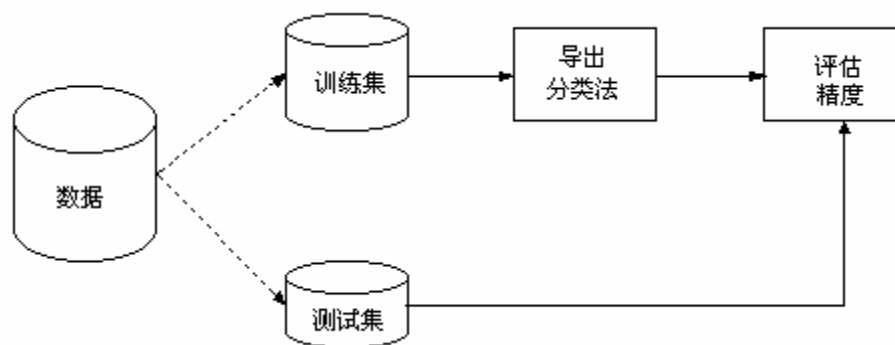 数据
训练集
导出
分类法
评估
精度
测试集